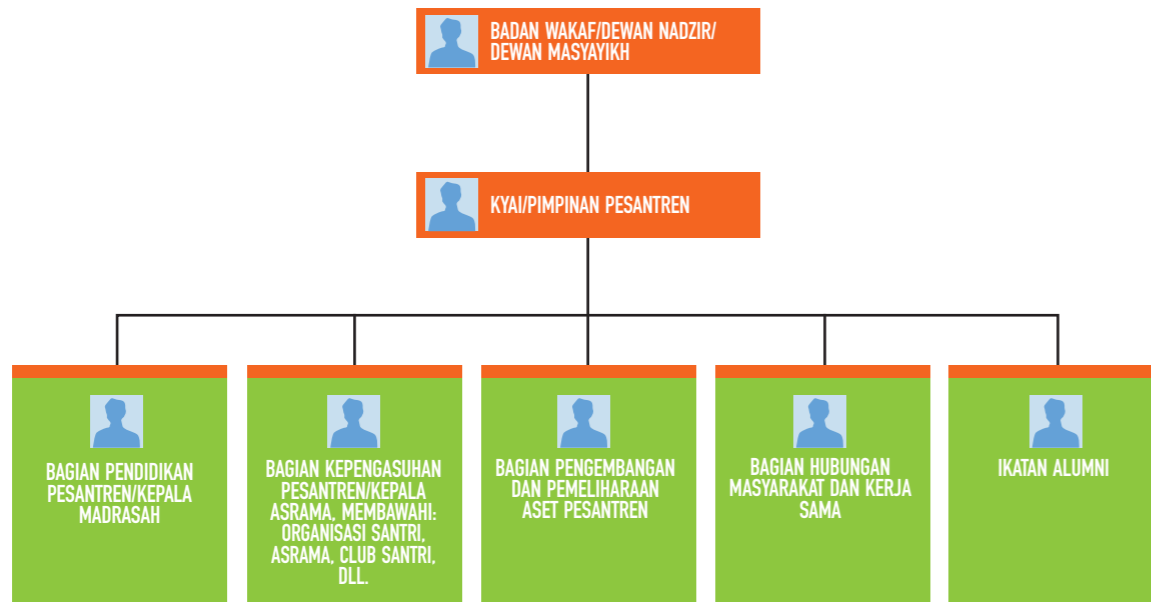 BADAN WAKAF/DEWAN NADZIR/
DEWAN MASYAYIKH
KYAI/PIMPINAN PESANTREN
BAGIAN PENDIDIKAN
PESANTREN/KEPALA
MADRASAH
BAGIAN KEPENGASUHAN
PESANTREN/KEPALA
ASRAMA, MEMBAWAHI:
ORGANISASI SANTRI,
ASRAMA, CLUB SANTRI,
DLL.
BAGIAN PENGEMBANGAN
DAN PEMELIHARAAN
ASET PESANTREN
BAGIAN HUBUNGAN
MASYARAKAT DAN KERJA
SAMA
IKATAN ALUMNI